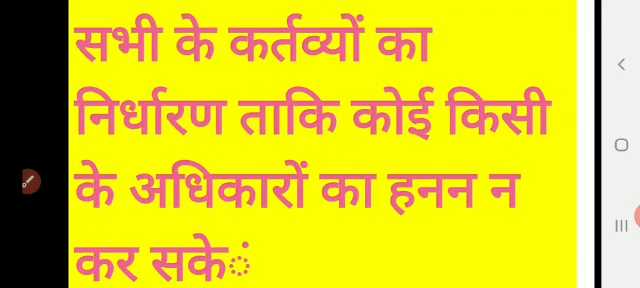 सभी के कर्तव्यों का
निर्धारण ताकि कोई किसी
के अधिकारों का हनन न
कर सकें